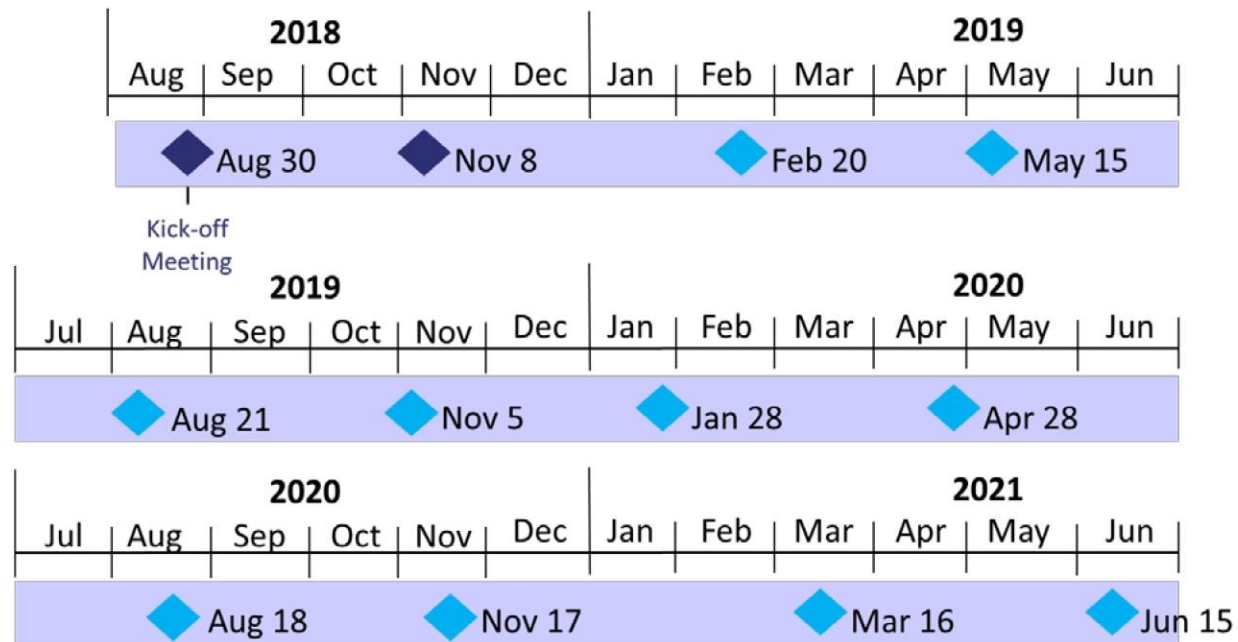 2018 2019
Aug Sep Oct Nov Dec Jan Feb Mar Apr May Jun
Aug 30 Nov 8 Feb 20 May 15
Kick-off
Meeting
2019 2020
Jul Aug Sep Oct Nov Dec Jan Feb Mar Apr May Jun
Aug 21 Nov 5 Jan 28 Apr 28
2020 2021
Jul Aug Sep Oct Nov Dec Jan Feb Mar Apr May Jun
Aug 18 Nov 17 Mar 16 Jun 15